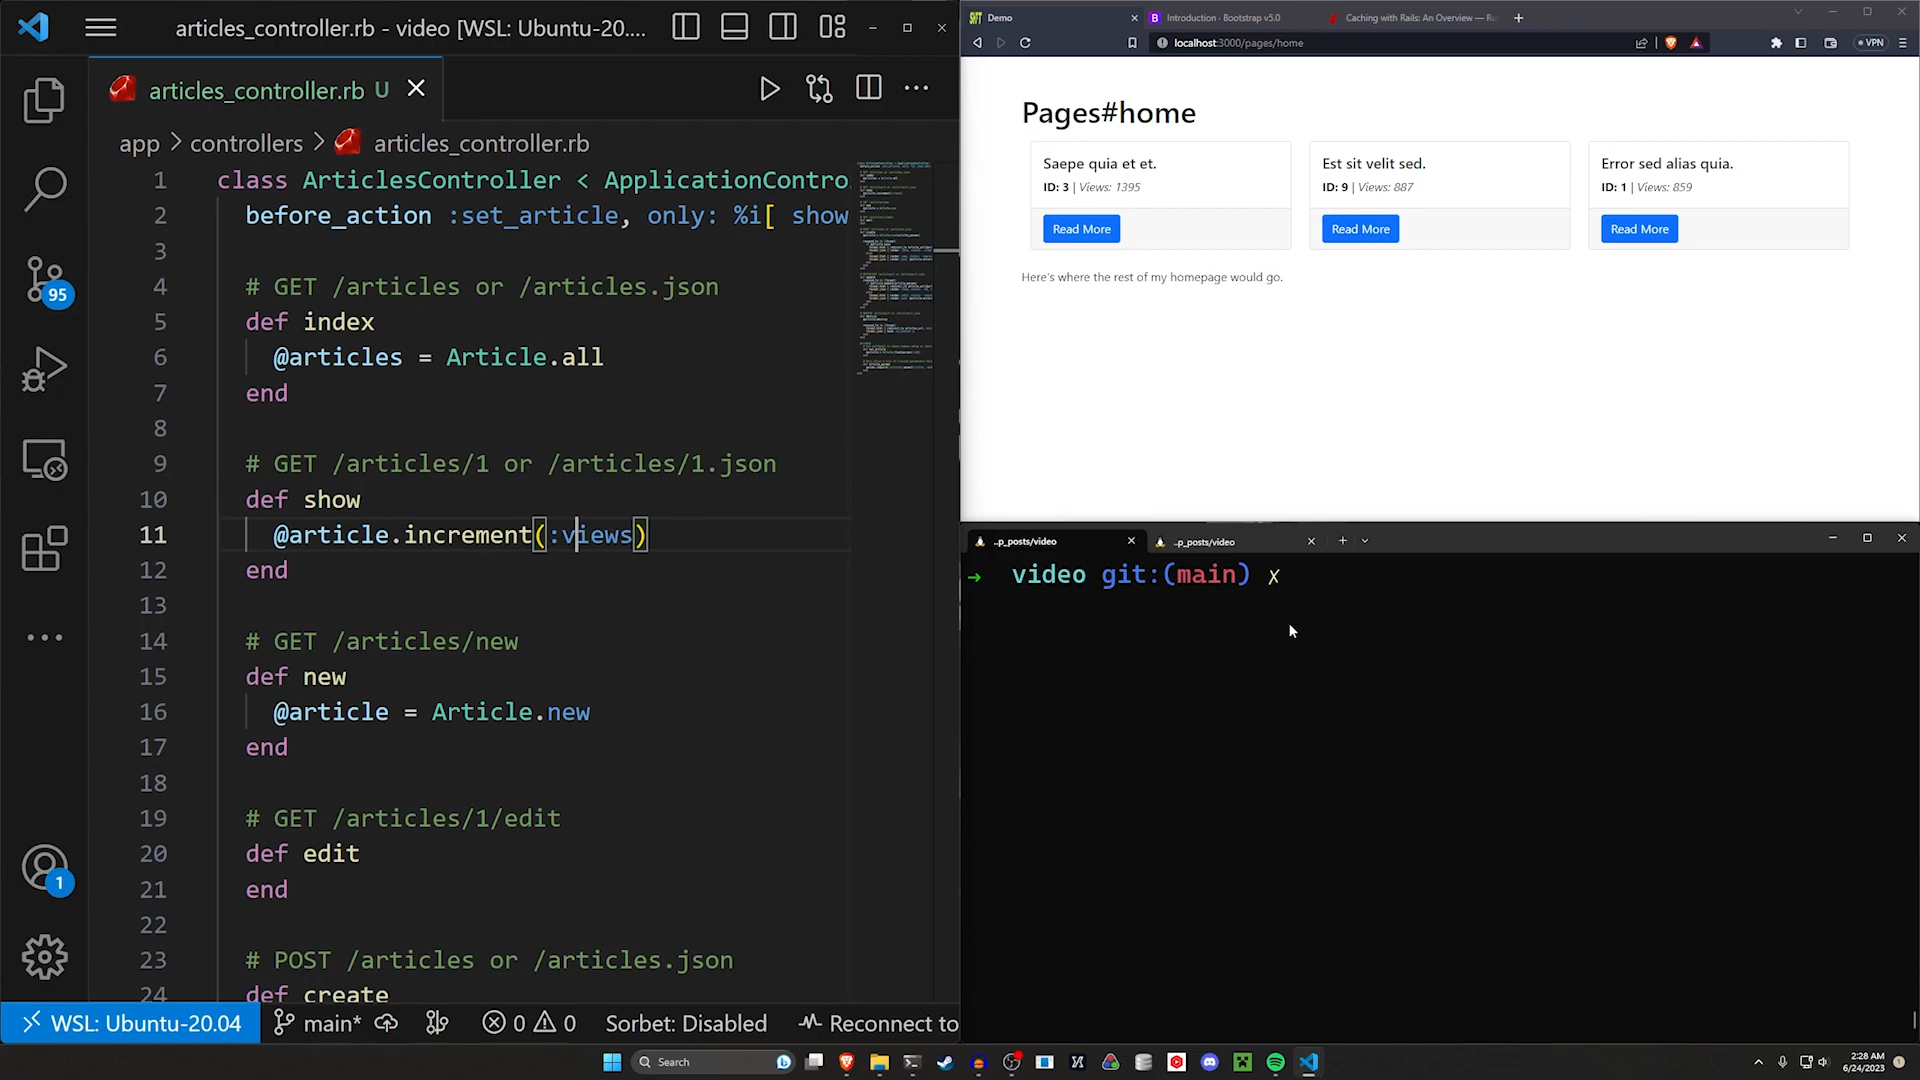 articles_controller.rb - video [WSL: Ubuntu-20....
articles_controller.rb U
app > controllers > articles_controller.rb
1 class ArticlesController < ApplicationContro
2 before_action :set_article, only: %i[ show
3
4 # GET /articles or /articles.json
5 def index
6 @articles = Article.all
7 end
8
9 # GET /articles/1 or /articles/1.json
10 def show
11 @article.increment(:views)
12 end
13
14 # GET /articles/new
15 def new
16 @article = Article.new
17 end
18
19 # GET /articles/1/edit
20 def edit
21 end
22
23 # POST /articles or /articles.json
24 def create
95
1
WSL: Ubuntu-20.04 main* 0 0 Sorbet: Disabled Reconnect to
Demo
Introduction · Bootstrap v5.0
Caching with Rails: An Overview — Ru
localhost:3000/pages/home
VPN
Pages#home
Saepe quia et et.
ID: 3 | Views: 1395
Read More
Est sit velit sed.
ID: 9 | Views: 887
Read More
Error sed alias quia.
ID: 1 | Views: 859
Read More
Here's where the rest of my homepage would go.
..p_posts/video
..p_posts/video
→ video git:(main) x
Search
2:28 AM
6/24/2023